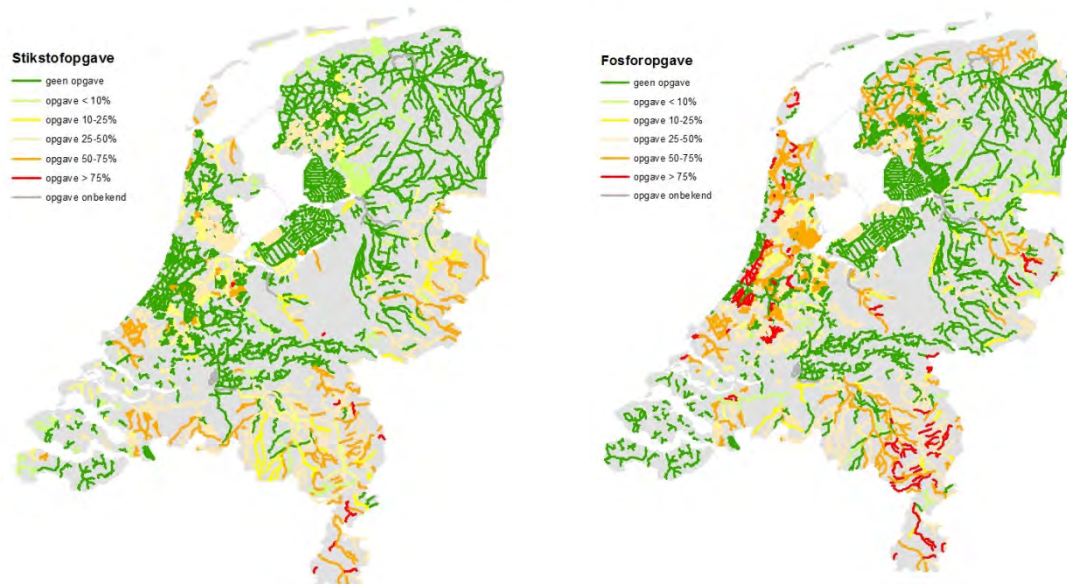 Stikstofopgave
geen opgave
opgave < 10%
opgave 10-25%
opgave 25-50%
opgave 50-75%
opgave > 75%
opgave onbekend
Fosforopgave
geen opgave
opgave < 10%
opgave 10-25%
opgave 25-50%
opgave 50-75%
opgave > 75%
opgave onbekend